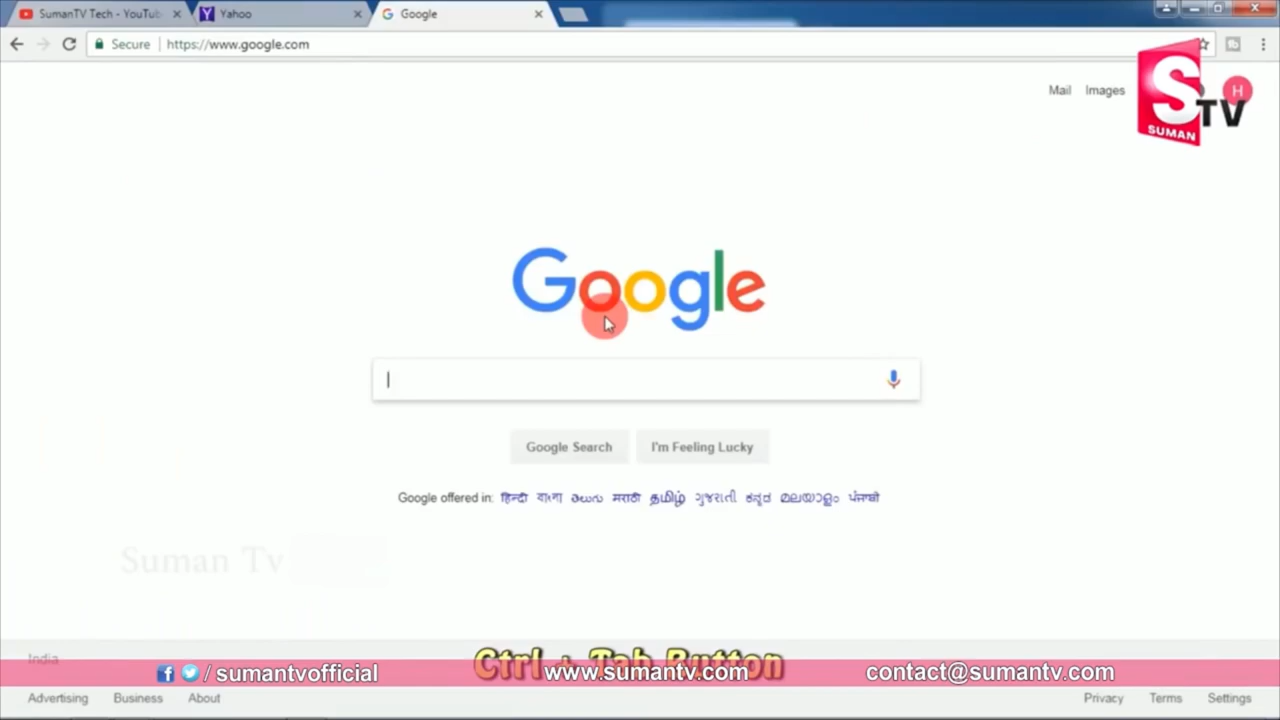 SumanTV Tech - YouTub
Yahoo
Google
Secure
https://www.google.com
Mail
Images
H
S
TV
SUMAN
Google
Google Search
I'm Feeling Lucky
Google offered in: हिन्दी বাংলা తెలుగు मराठी தமிழ் ગુજરાતી ಕನ್ನಡ മലയാളം ਪੰਜਾਬੀ
Suman Tv
India
Ctrl + Tab Button
f / sumantvofficial
www.sumantv.com
contact@sumantv.com
Advertising
Business
About
Privacy
Terms
Settings